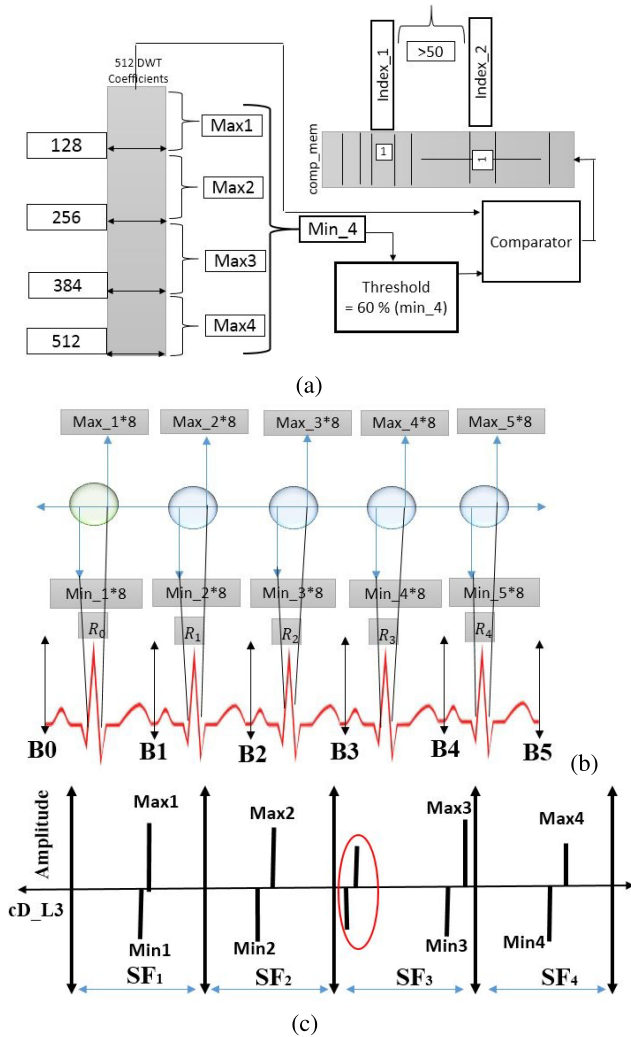 512 DWT
Coefficients
128
256
384
512
Max1
Max2
Max3
Max4
Min_4
Threshold
= 60 % (min_4)
Comparator
comp_mem
1
1
Index_1
>50
Index_2
(a)
Max_1*8 Max_2*8 Max_3*8 Max_4*8 Max_5*8
Min_1*8 Min_2*8 Min_3*8 Min_4*8 Min_5*8
R0 R1 R2 R3 R4
B0 B1 B2 B3 B4 B5
(b)
Amplitude
cD_L3
Max1 Max2 Max3 Max4
Min1 Min2 Min3 Min4
SF1 SF2 SF3 SF4
(c)